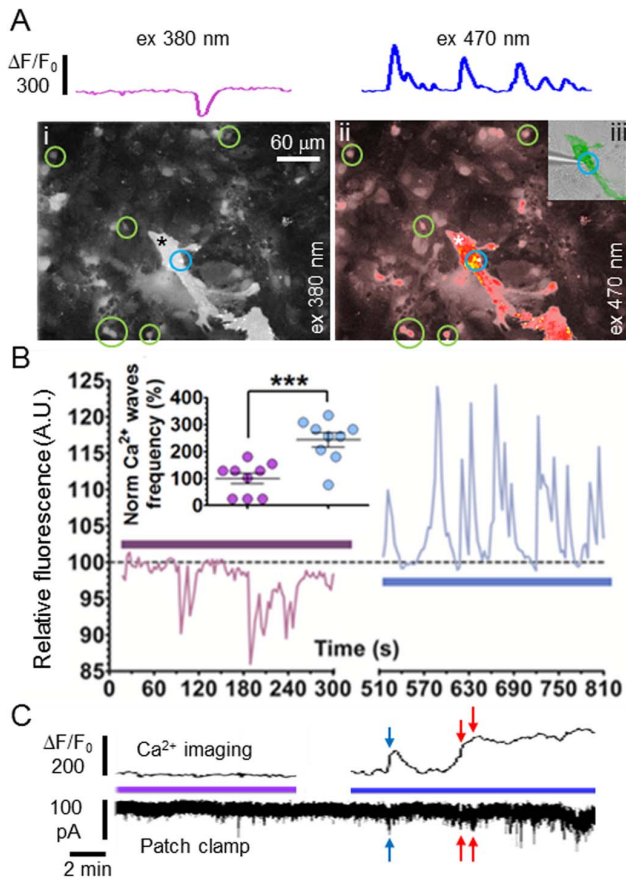 A
ex 380 nm
ex 470 nm
ΔF/F0
300
i
60 μm
ex 380 nm
*
ii
iii
*
ex 470 nm
B
Relative fluorescence (A.U.)
125
120
115
110
105
100
95
90
85
Norm Ca2+ waves
frequency (%)
400
300
200
100
0
***
Time (s)
0 60 120 180 240 300
510 570 630 690 750 810
C
ΔF/F0
200
Ca2+ imaging
100
pA
Patch clamp
2 min